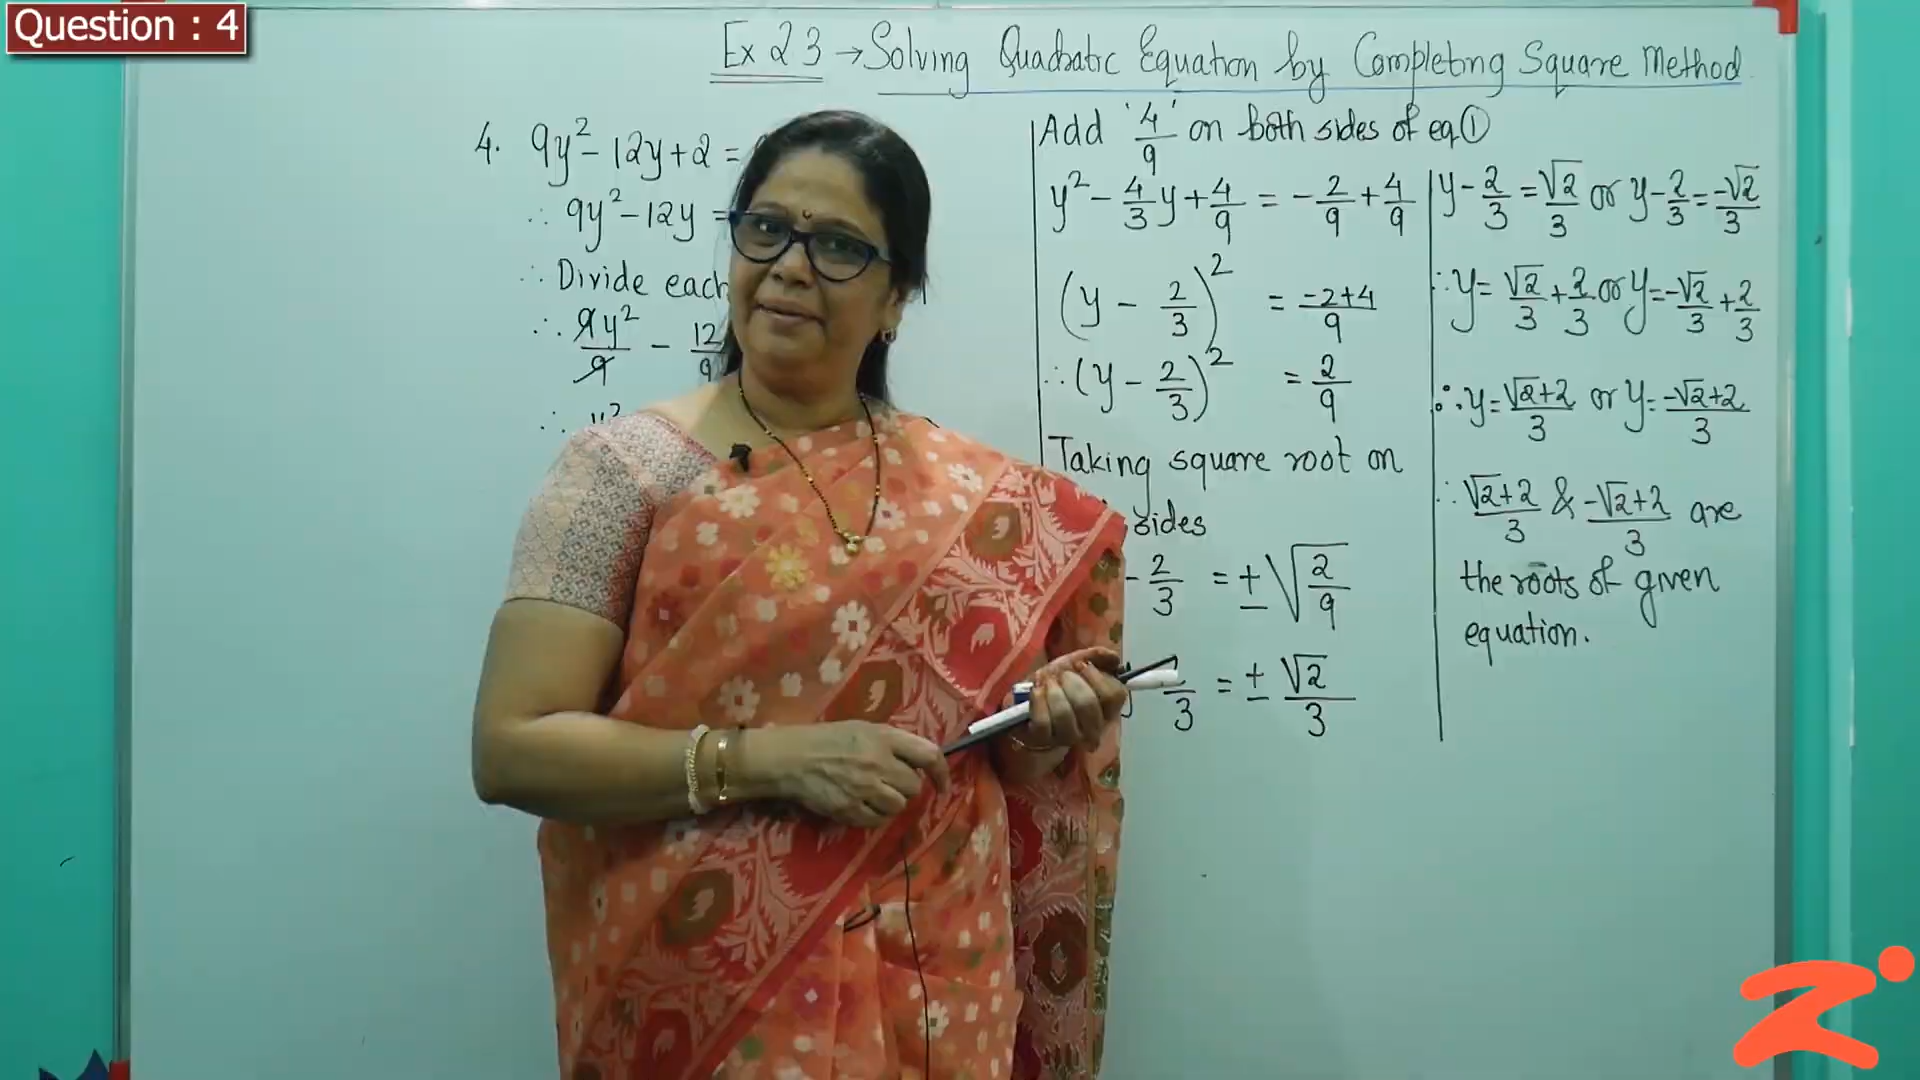 Question : 4
Ex 2 3 → Solving Quadratic Equation by Completing Square Method
4. 9y² - 12y + 2 =
∴ 9y² - 12y =
∴ Divide each
∴ 9y²/9 - 12/9
∴ y²
Add '4/9' on both sides of eq ①
y² - 4/3 y + 4/9 = -2/9 + 4/9
(y - 2/3)² = -2+4/9
∴ (y - 2/3)² = 2/9
Taking square root on
sides
- 2/3 = ± √(2/9)
/3 = ± √2/3
y - 2/3 = √2/3 or y - 2/3 = -√2/3
∴ y = √2/3 + 2/3 or y = -√2/3 + 2/3
∴ y = √2+2/3 or y = -√2+2/3
∴ √2+2/3 & -√2+2/3 are
the roots of given
equation.